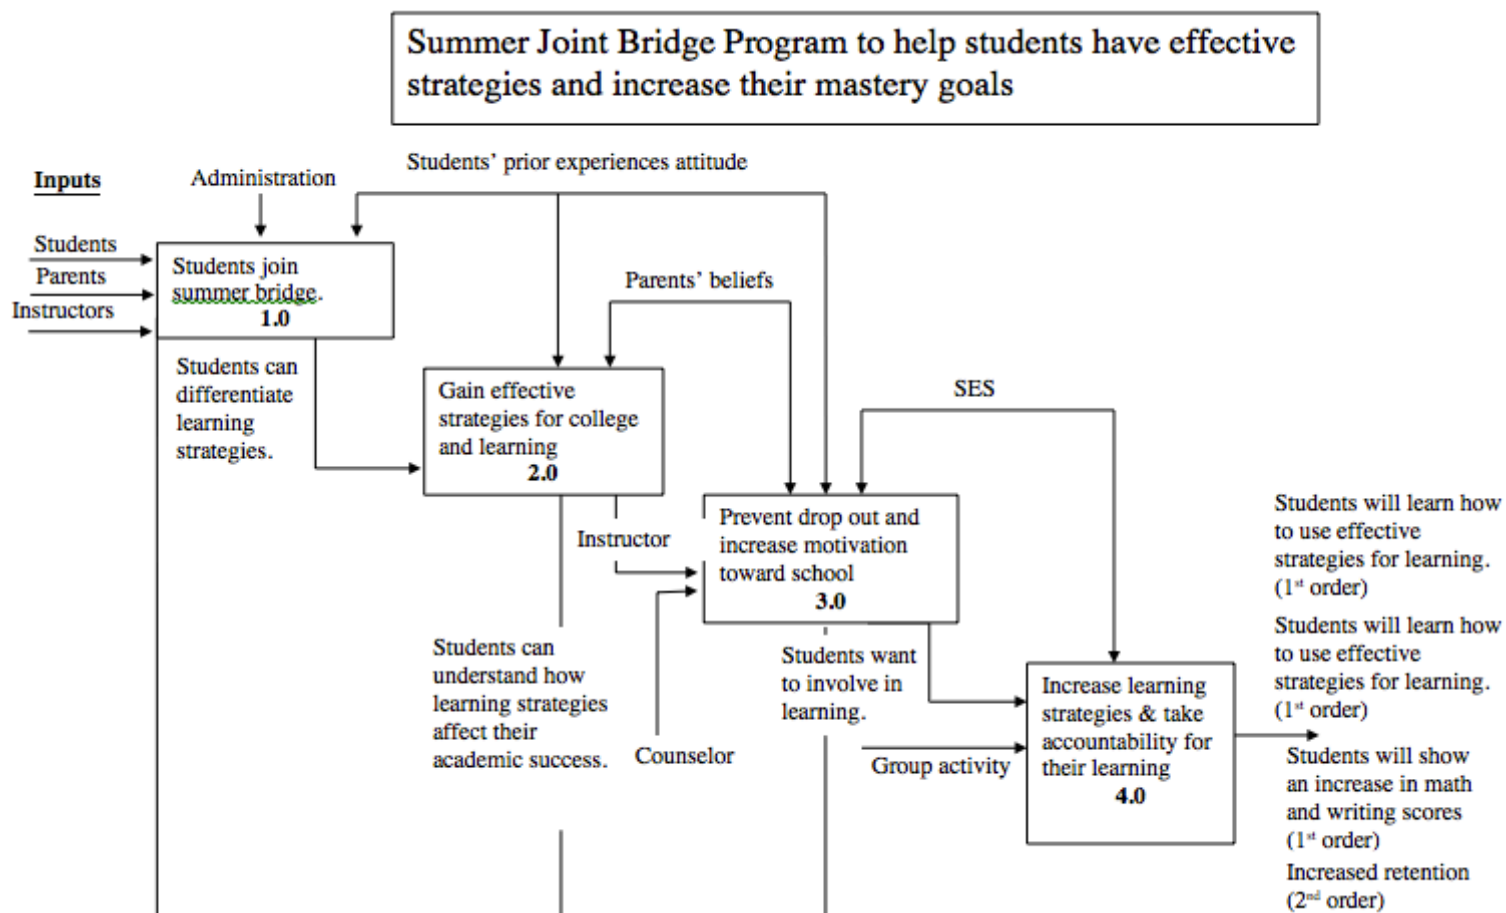 Summer Joint Bridge Program to help students have effective
strategies and increase their mastery goals
Students’ prior experiences attitude
Inputs
Administration
Students
Parents
Instructors
Students join
summer bridge.
1.0
Parents’ beliefs
Students can
differentiate
learning
strategies.
Gain effective
strategies for college
and learning
2.0
SES
Instructor
Prevent drop out and
increase motivation
toward school
3.0
Students can
understand how
learning strategies
affect their
academic success.
Counselor
Students want
to involve in
learning.
Group activity
Increase learning
strategies & take
accountability for
their learning
4.0
Students will learn how
to use effective
strategies for learning.
(1st order)
Students will learn how
to use effective
strategies for learning.
(1st order)
Students will show
an increase in math
and writing scores
(1st order)
Increased retention
(2nd order)